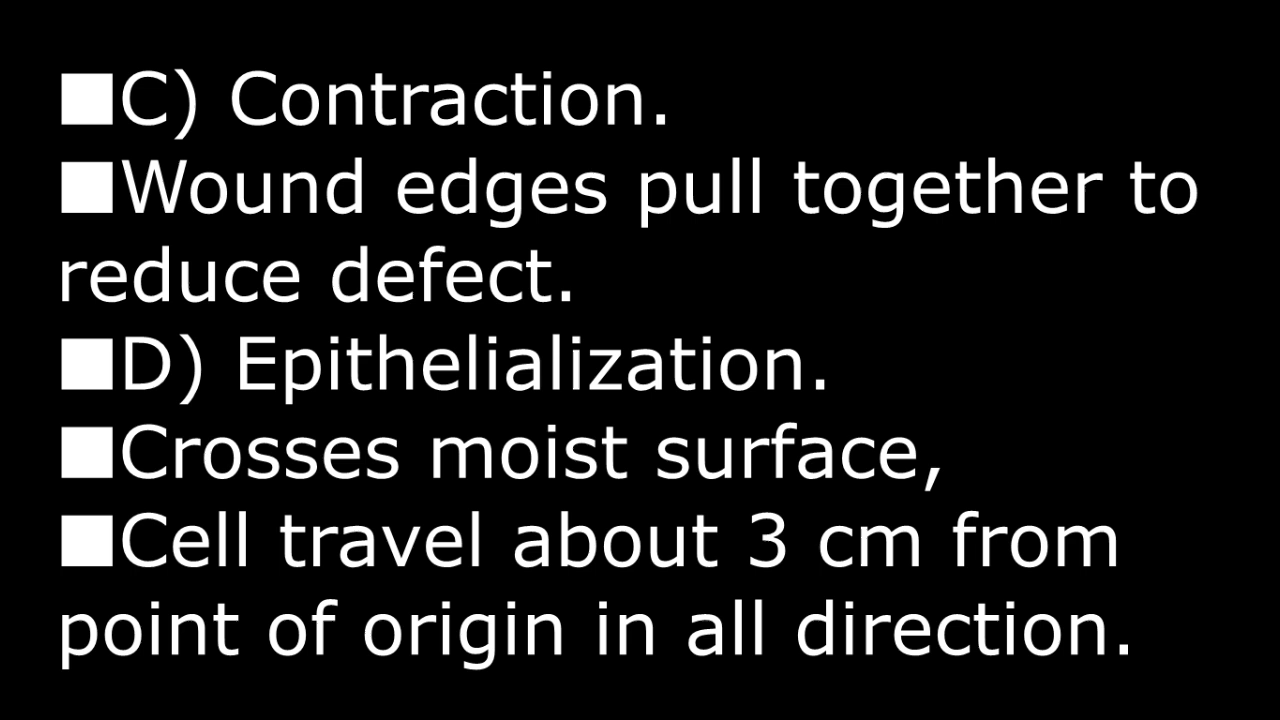 ■C) Contraction.
■Wound edges pull together to
reduce defect.
■D) Epithelialization.
■Crosses moist surface,
■Cell travel about 3 cm from
point of origin in all direction.